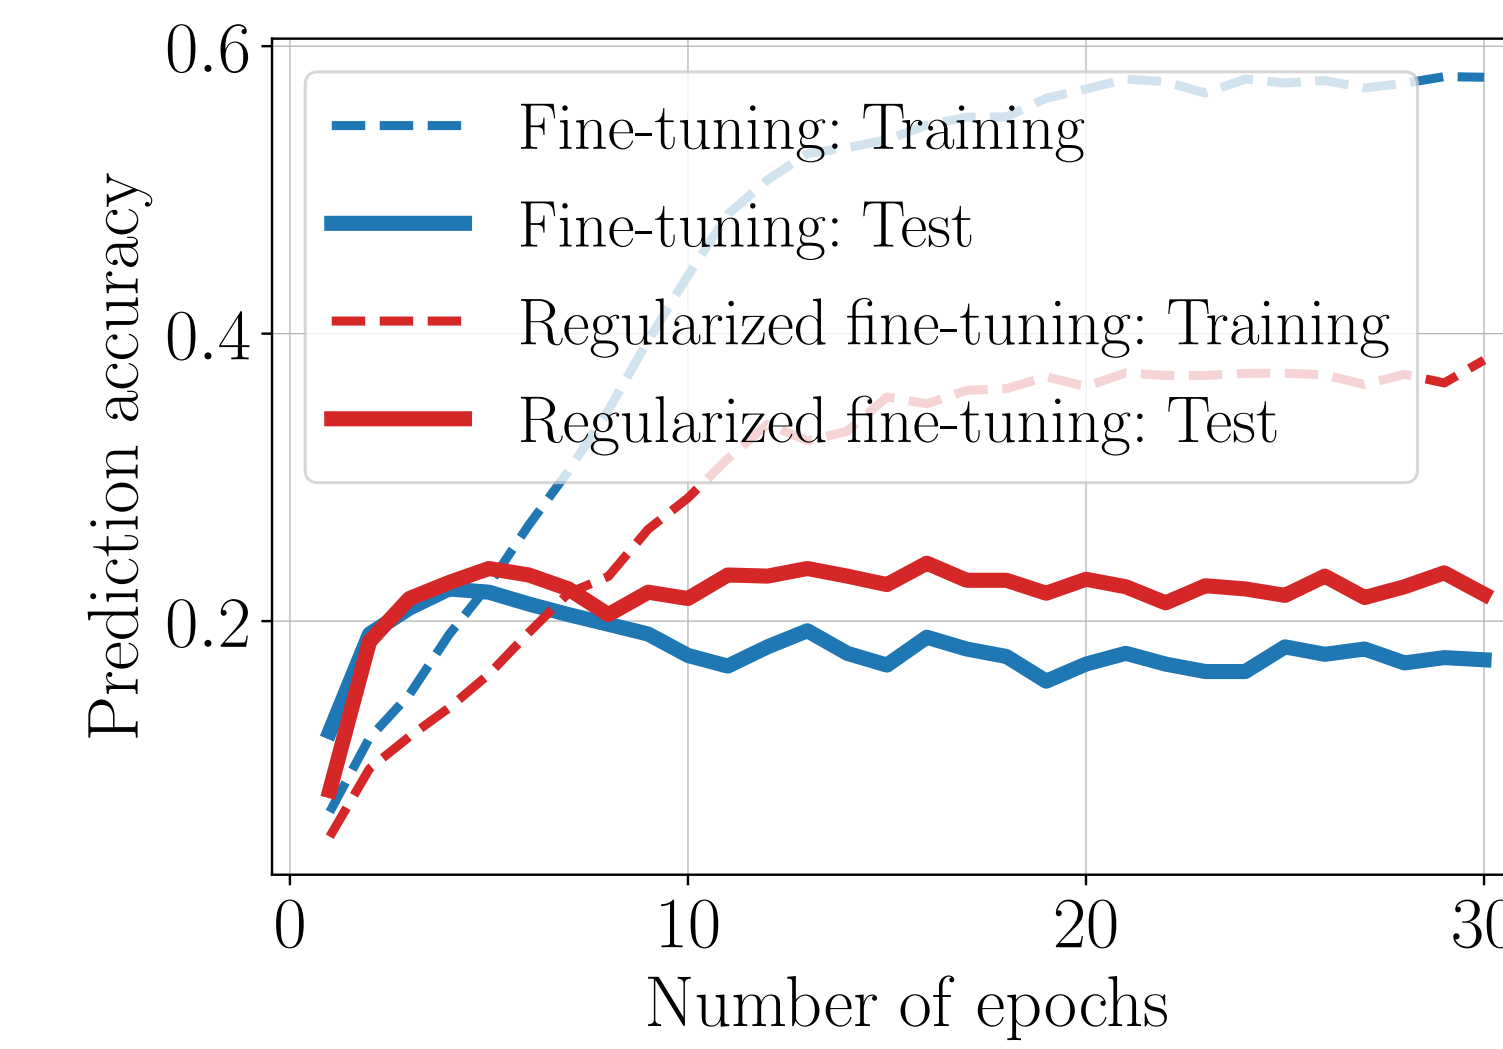 0.6
0.4
0.2
Prediction accuracy
Fine-tuning: Training
Fine-tuning: Test
Regularized fine-tuning: Training
Regularized fine-tuning: Test
0 10 20 30
Number of epochs